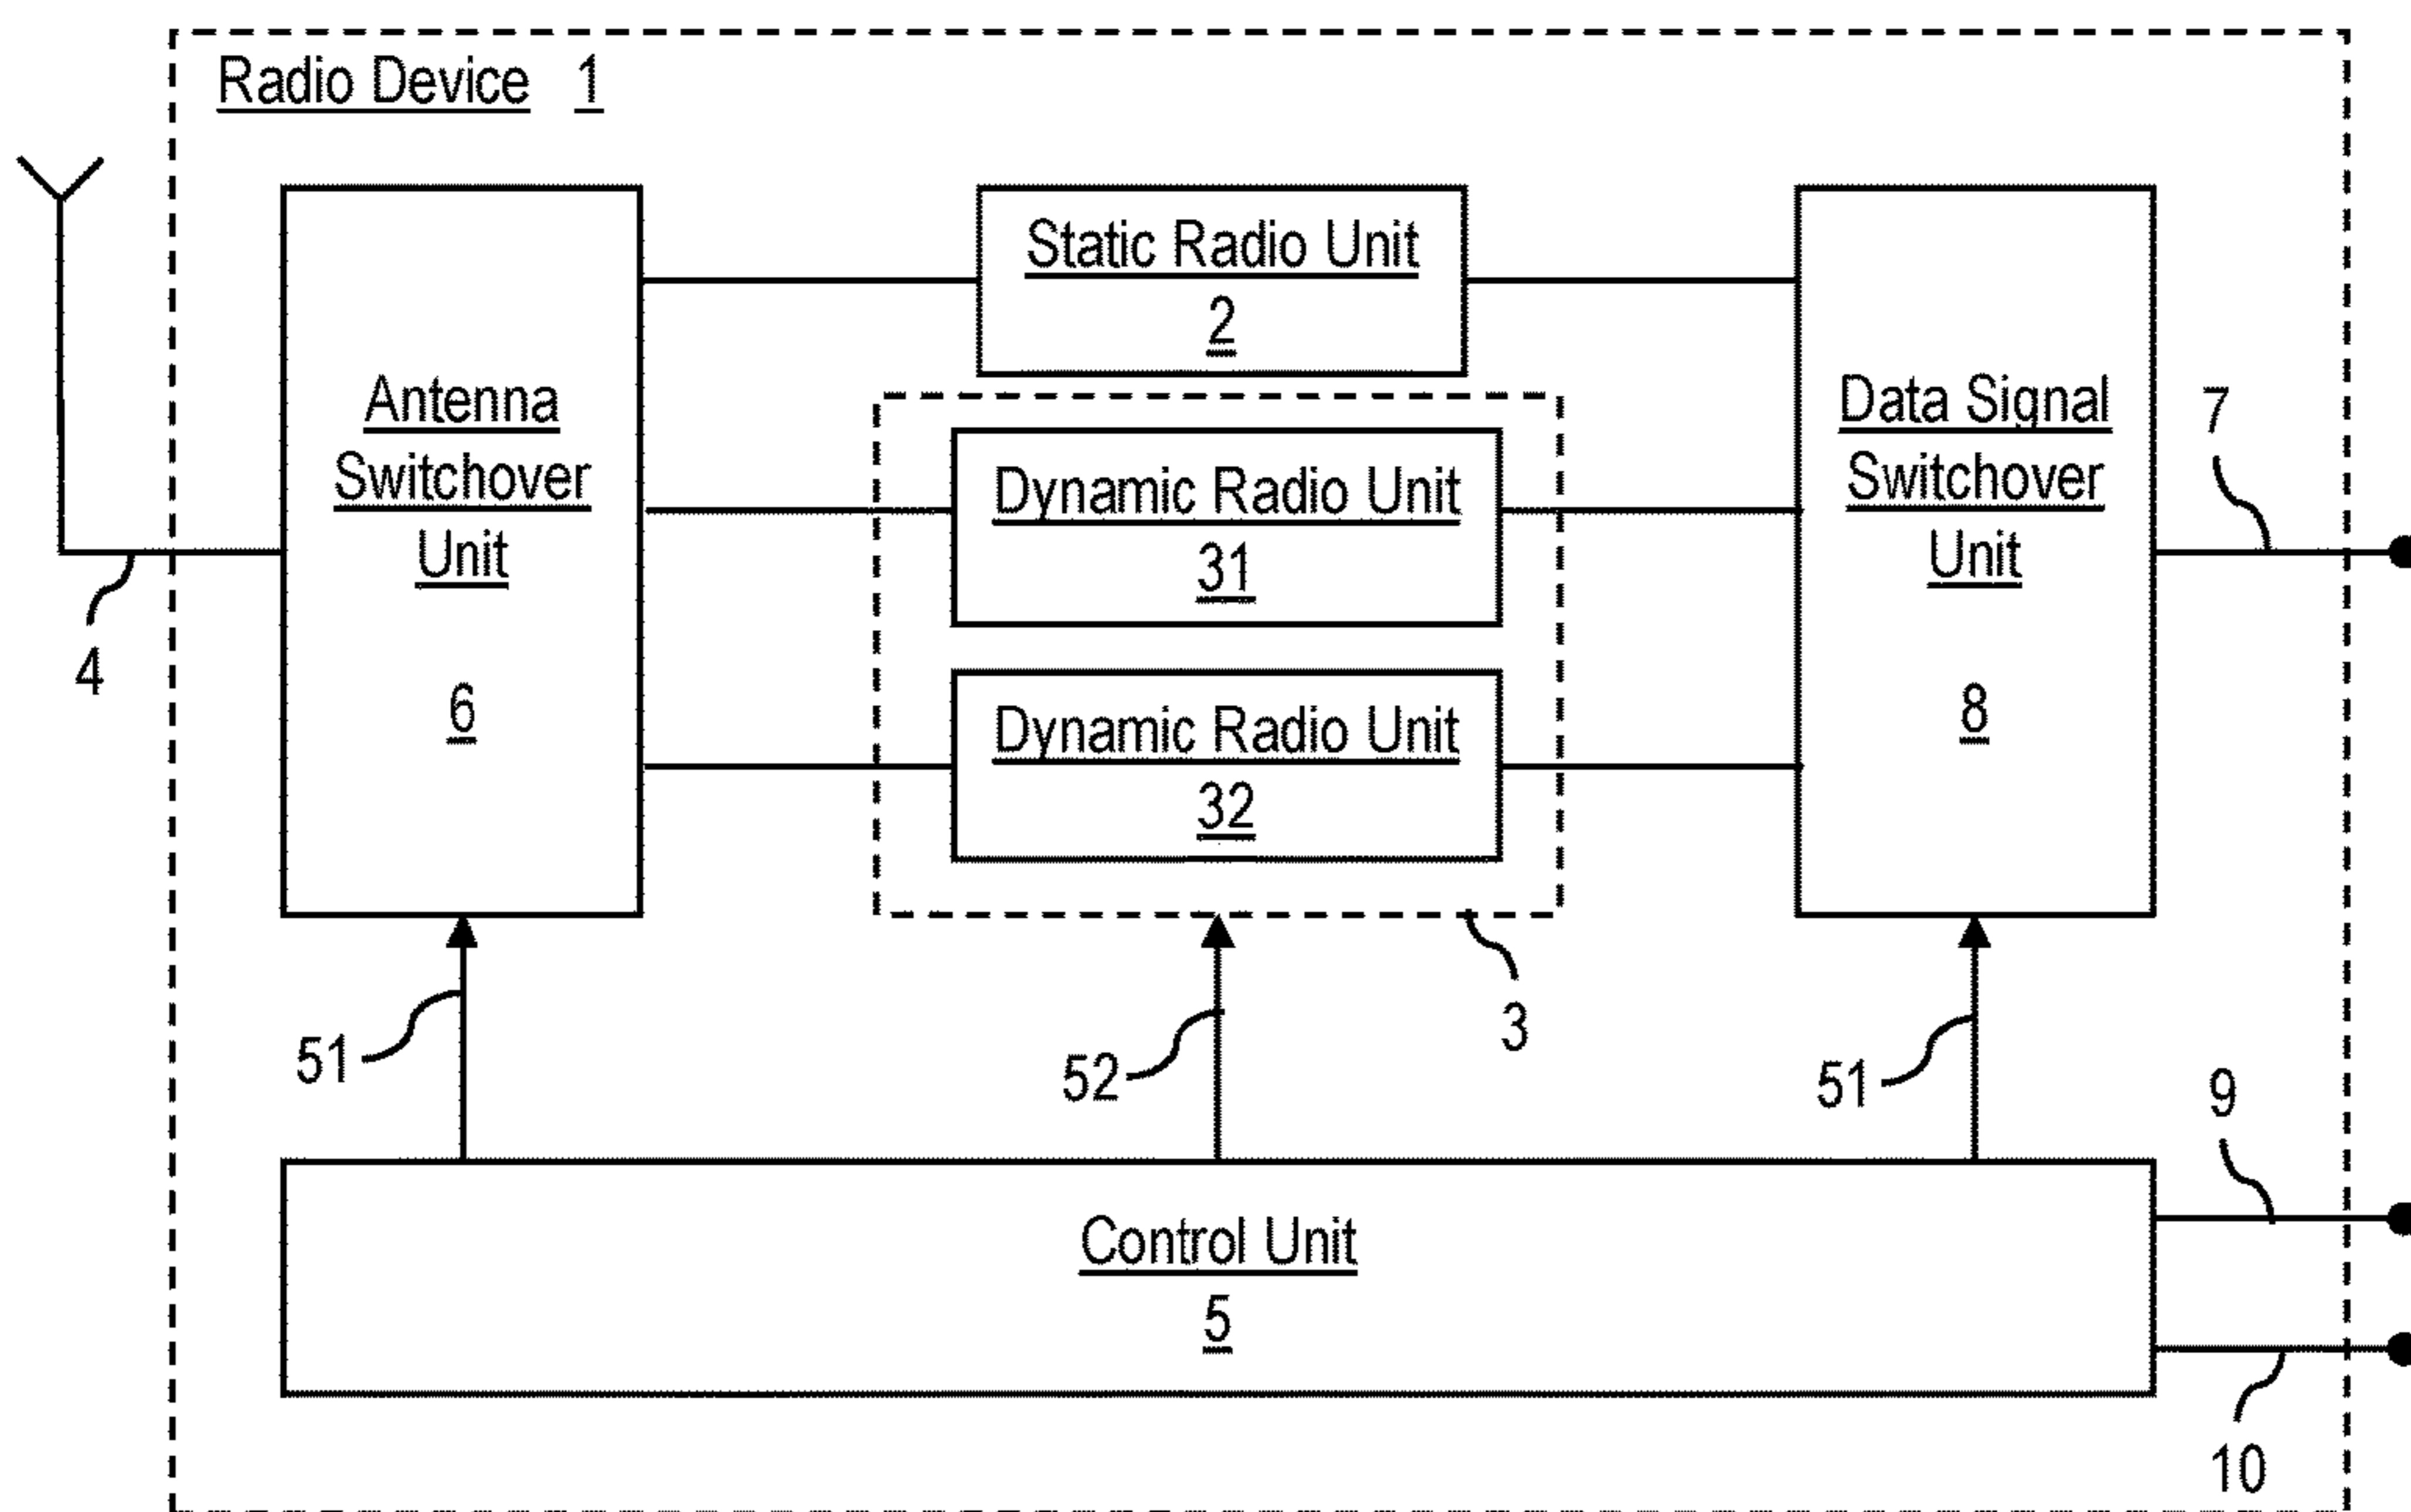 Radio Device 1
Static Radio Unit
2
Antenna
Switchover
Unit
6
Data Signal
Switchover
Unit
8
7
Dynamic Radio Unit
31
4
Dynamic Radio Unit
32
3
51
52
51
9
Control Unit
5
10